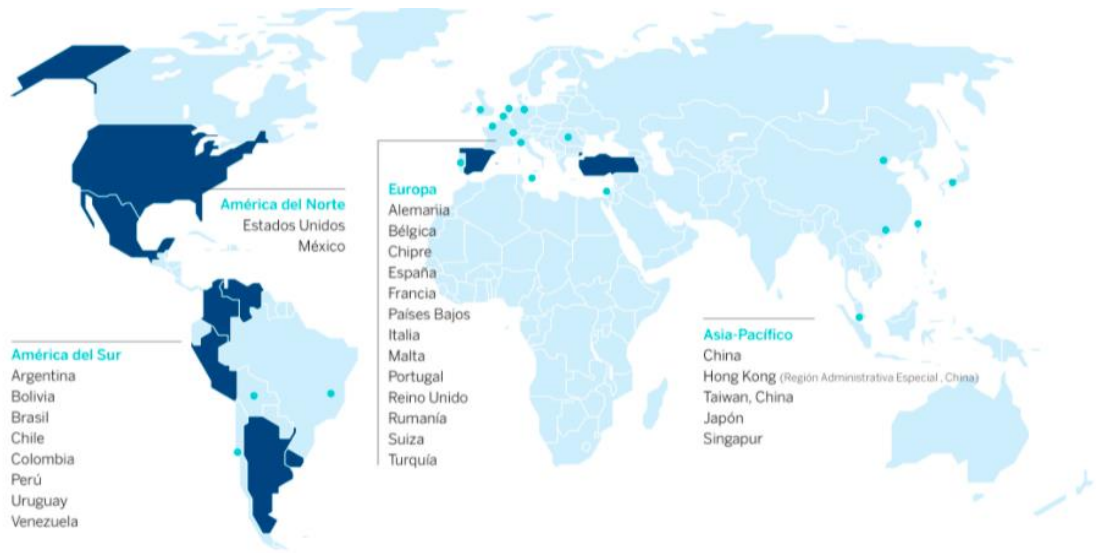 América del Norte
Estados Unidos
México
América del Sur
Argentina
Bolivia
Brasil
Chile
Colombia
Perú
Uruguay
Venezuela
Europa
Alemania
Bélgica
Chipre
España
Francia
Países Bajos
Italia
Malta
Portugal
Reino Unido
Rumanía
Suiza
Turquía
Asia-Pacífico
China
Hong Kong (Región Administrativa Especial , China)
Taiwan, China
Japón
Singapur